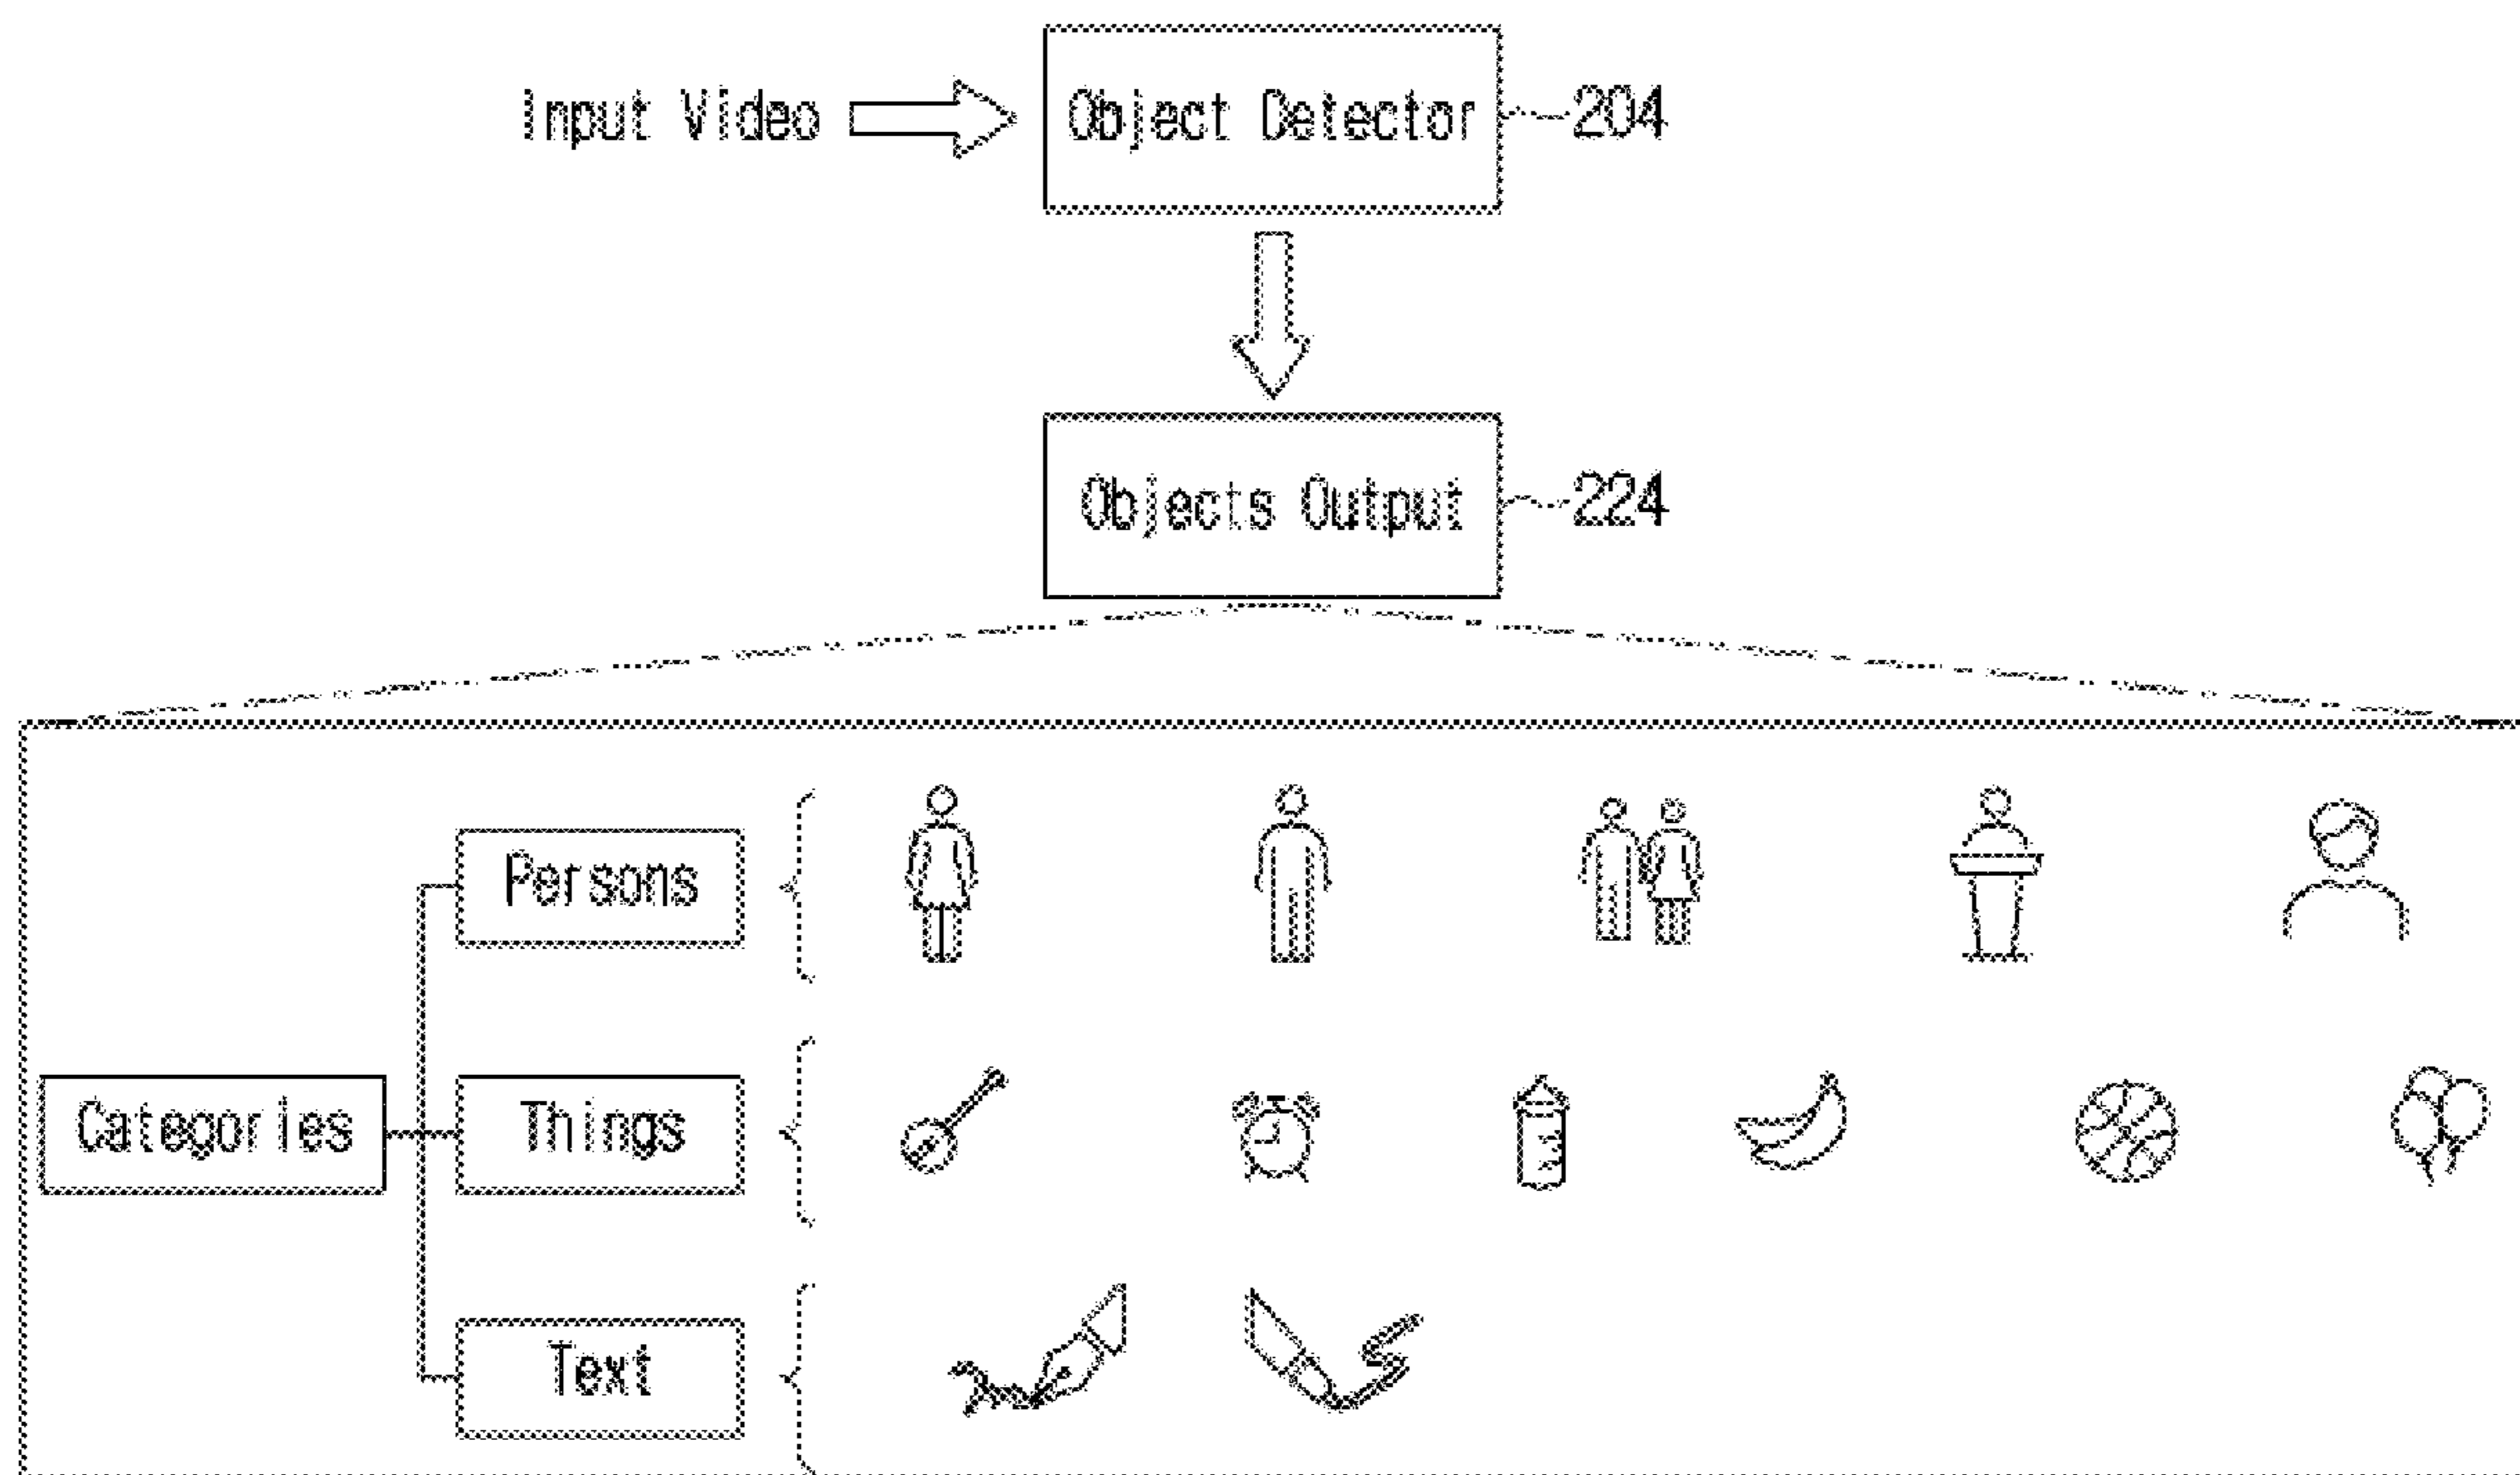 Input Video
Object Detector
204
Objects Output
224
Persons
Categories
Things
Text